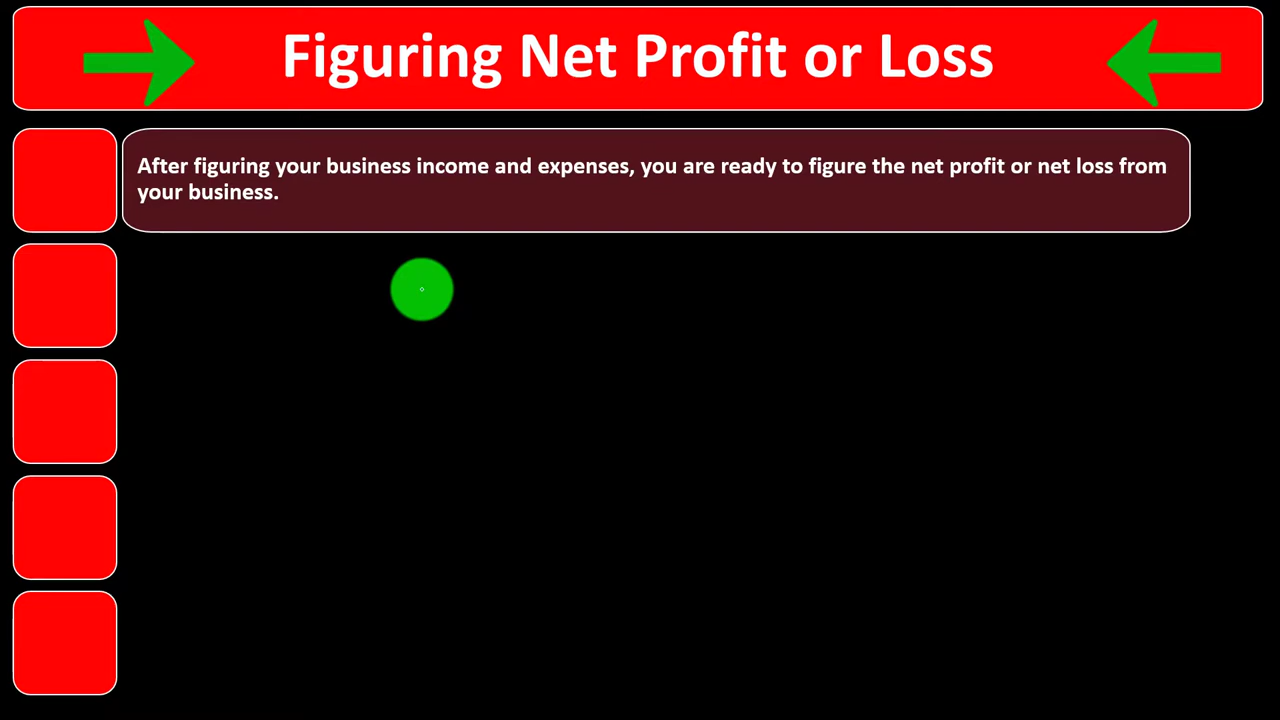 Figuring Net Profit or Loss
After figuring your business income and expenses, you are ready to figure the net profit or net loss from
your business.